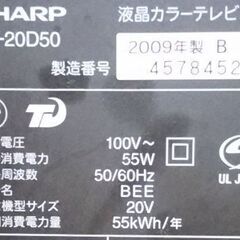 HARP 液晶カラーテレビ
-20D50 2009年製 B
製造番号 4578452
電圧 100V~
消費電力 55W
周波数 50/60Hz
BEE
機型サイズ 20V
消費電力量 55kWh/年
UL J